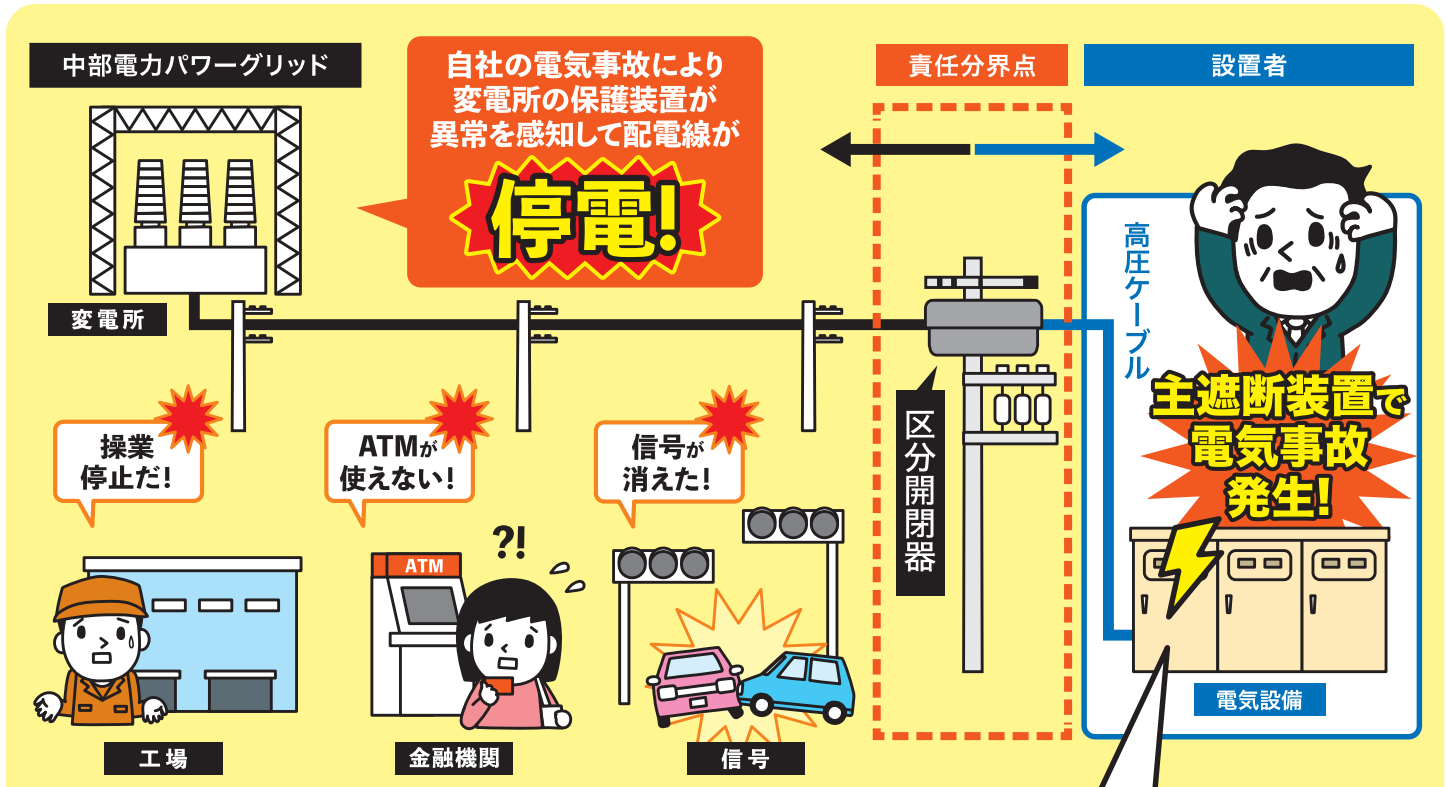 中部電力パワーグリッド
自社の電気事故により
変電所の保護装置が
異常を感知して配電線が
停電!
責任分界点
設置者
変電所
高圧ケーブル
主遮断装置で
電気事故
発生!
区分開閉器
操業
停止だ!
ATMが
使えない!
信号が
消えた!
?!
ATM
電気設備
工場
金融機関
信号